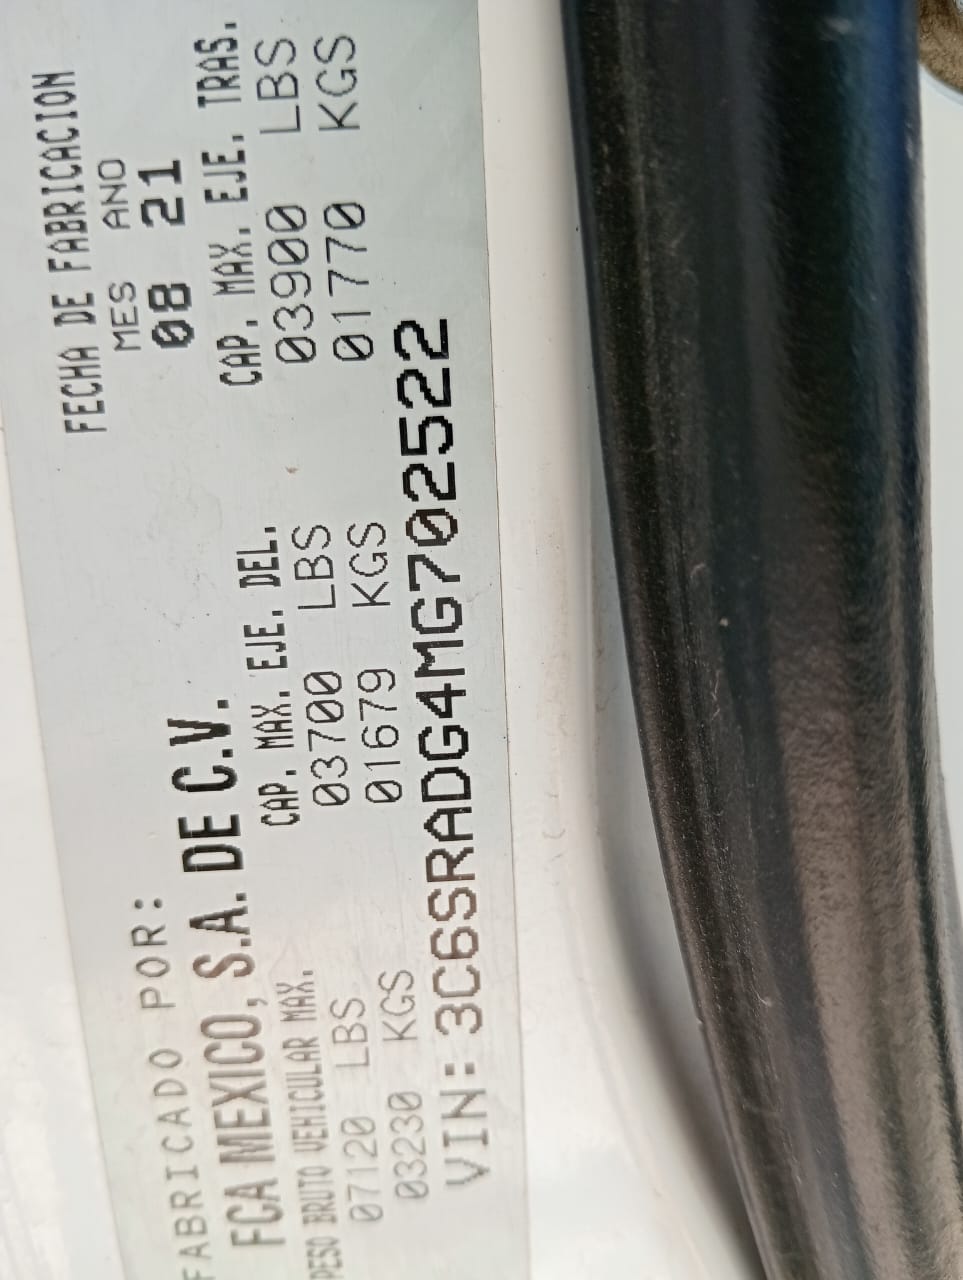 FABRICADO POR:
FECHA DE FABRICACION
MES ANO
08 21
FCA MEXICO, S.A. DE C.V.
PESO BRUTO VEHICULAR MAX.
07120 LBS
03230 KGS
CAP. MAX. EJE. DEL.
03700 LBS
01679 KGS
CAP. MAX. EJE. TRAS.
03900 LBS
01770 KGS
VIN: 3C6SRADG4MG702522